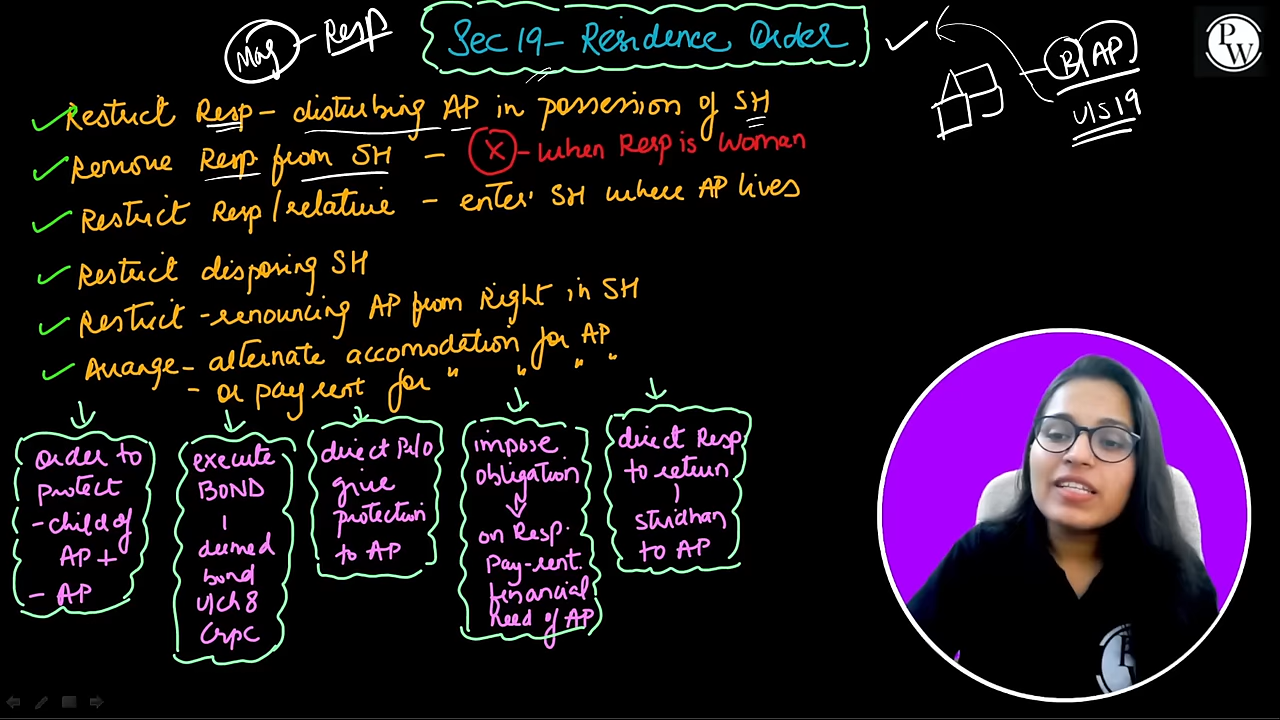 Mag - Resp
Sec 19 - Residence Order
R (AP)
U/S 19
P
W
Restrict Resp - disturbing AP in possession of SH
Remove Resp from SH - X - When Resp is Woman
Restrict Resp/relative - enter SH where AP lives
Restrict disposing SH
Restrict - renouncing AP from Right in SH
Arrange - alternate accomodation for AP
- or pay rent for " " " "
order to
protect
- child of
AP +
- AP
execute
BOND
deemed
bond
u/ch 8
Crpc
direct Po/o
give
protection
to AP
impose
obligation
on Resp.
pay-rent.
financial
need of AP
direct Resp
to return
stridhan
to AP
P
W